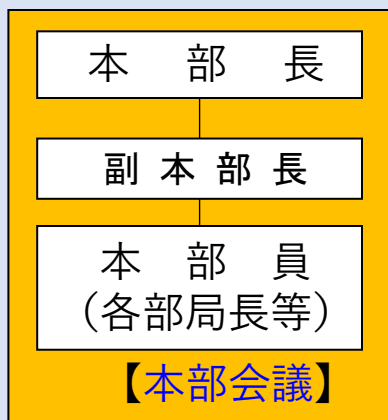 本部長
副本部長
本部員
（各部局長等）
【本部会議】